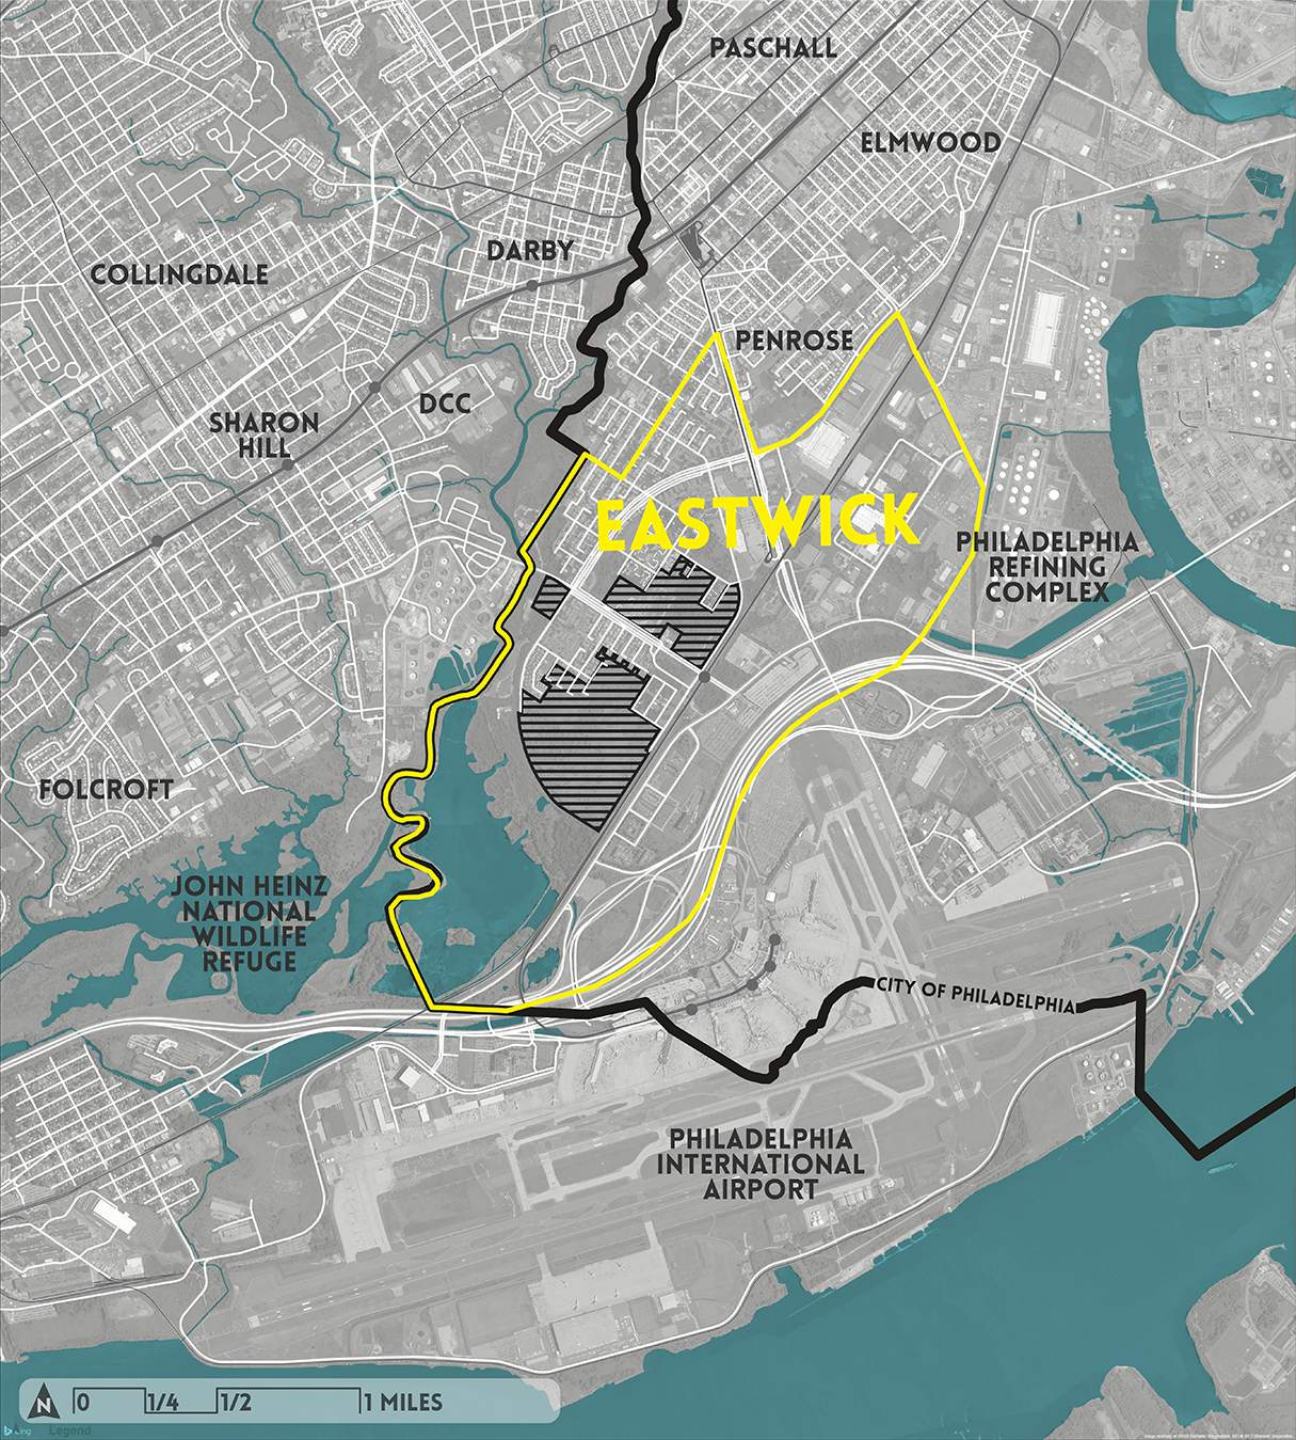 PASCHALL
ELMWOOD
DARBY
COLLINGDALE
PENROSE
DCC
SHARON
HILL
EASTWICK
PHILADELPHIA
REFINING
COMPLEX
FOLCROFT
JOHN HEINZ
NATIONAL
WILDLIFE
REFUGE
CITY OF PHILADELPHIA
PHILADELPHIA
INTERNATIONAL
AIRPORT
N 0 1/4 1/2 1 MILES
bing Legend